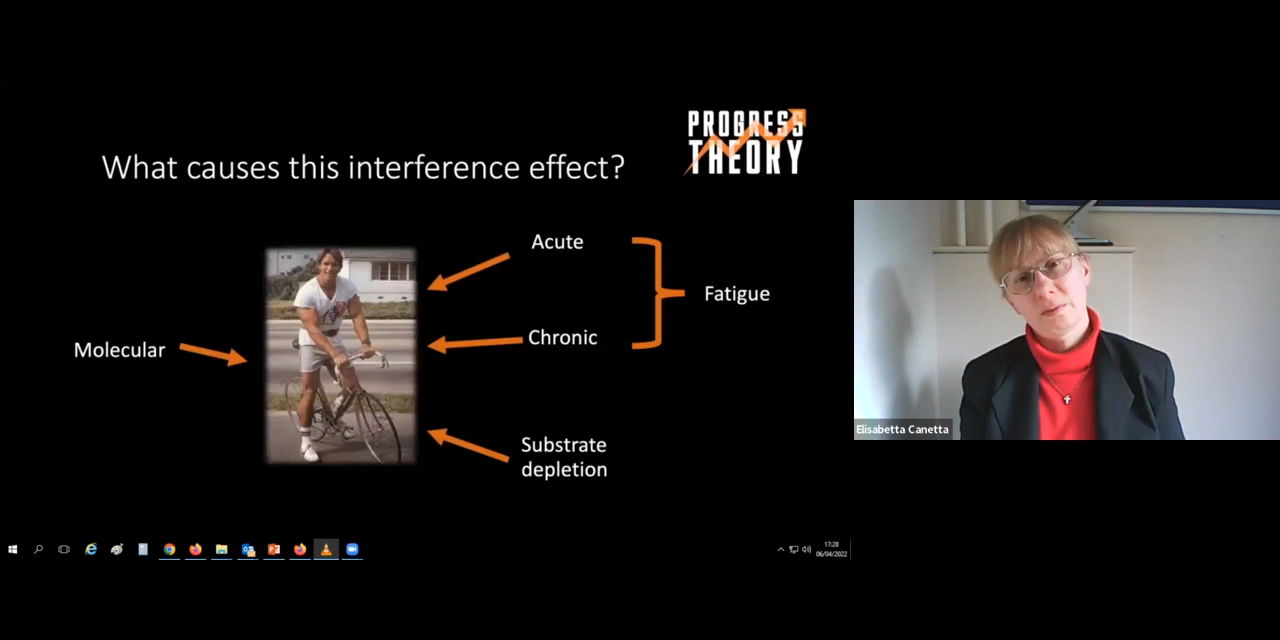 PROGRESS
THEORY
What causes this interference effect?
Acute
Fatigue
Chronic
Molecular
Substrate
depletion
Elisabetta Canetta
17:28
06/04/2022